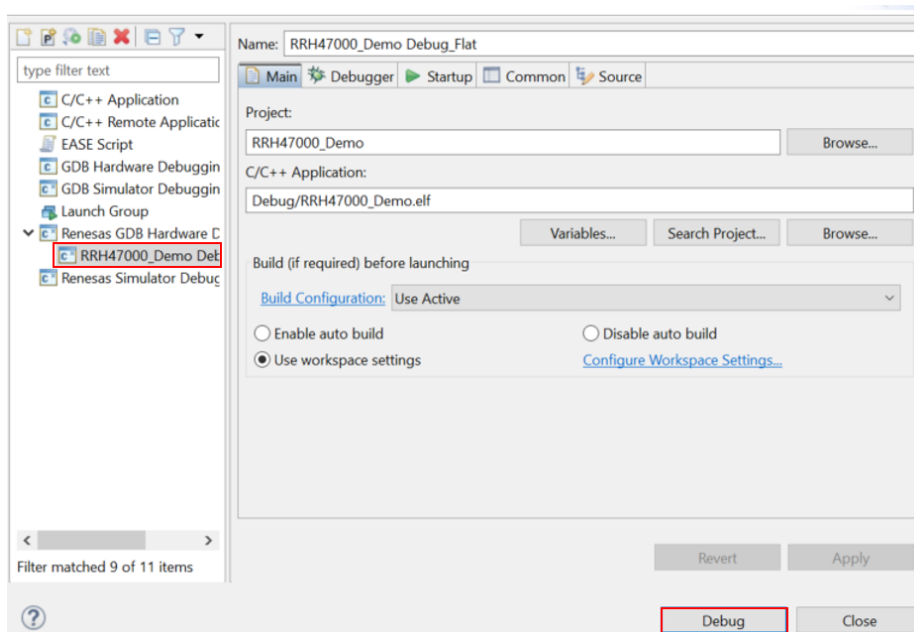 type filter text
C/C++ Application
C/C++ Remote Applicatic
EASE Script
GDB Hardware Debuggin
GDB Simulator Debuggin
Launch Group
Renesas GDB Hardware D
RRH47000_Demo Deb
Renesas Simulator Debug
Filter matched 9 of 11 items
Name: RRH47000_Demo Debug_Flat
Main Debugger Startup Common Source
Project:
RRH47000_Demo Browse...
C/C++ Application:
Debug/RRH47000_Demo.elf
Variables... Search Project... Browse...
Build (if required) before launching
Build Configuration: Use Active
Enable auto build Disable auto build
Use workspace settings Configure Workspace Settings...
Revert Apply
? Debug Close